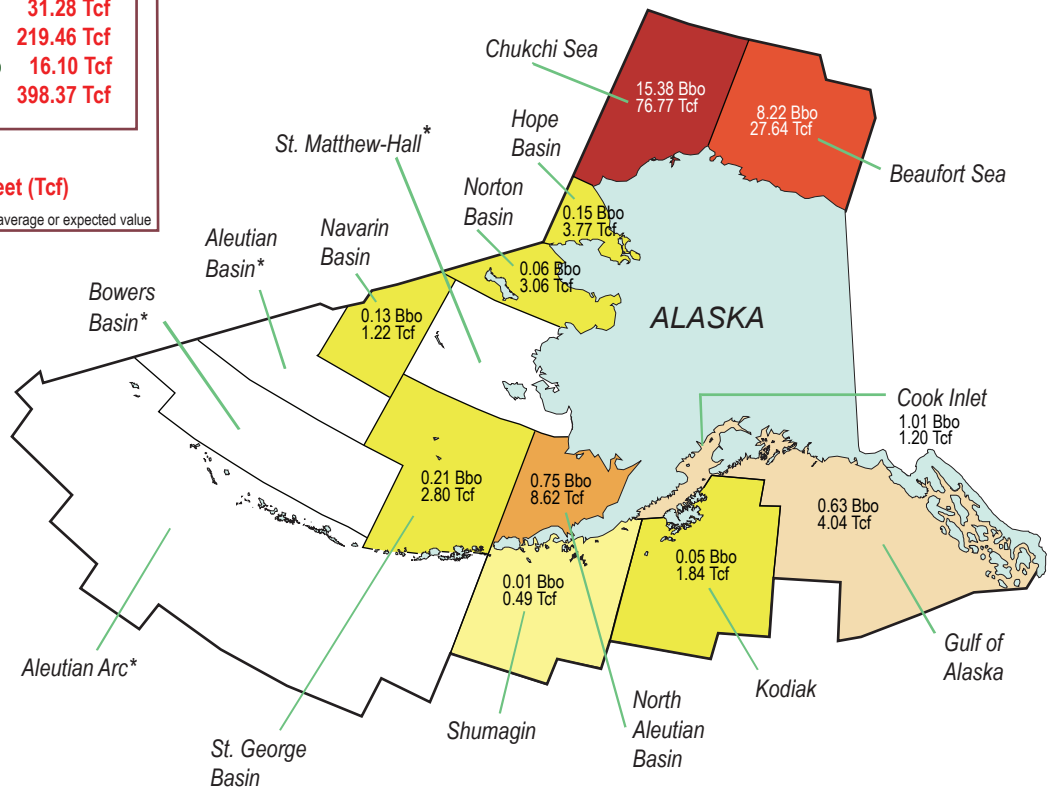 31.28 Tcf
219.46 Tcf
16.10 Tcf
398.37 Tcf
eet (Tcf)
average or expected value
Chukchi Sea
15.38 Bbo
76.77 Tcf
8.22 Bbo
27.64 Tcf
Beaufort Sea
St. Matthew-Hall*
Hope
Basin
0.15 Bbo
3.77 Tcf
Norton
Basin
0.06 Bbo
3.06 Tcf
Navarin
Basin
0.13 Bbo
1.22 Tcf
Aleutian
Basin*
Bowers
Basin*
ALASKA
Cook Inlet
1.01 Bbo
1.20 Tcf
0.21 Bbo
2.80 Tcf
0.75 Bbo
8.62 Tcf
0.63 Bbo
4.04 Tcf
0.01 Bbo
0.49 Tcf
0.05 Bbo
1.84 Tcf
Aleutian Arc*
St. George
Basin
Shumagin
North
Aleutian
Basin
Kodiak
Gulf of
Alaska